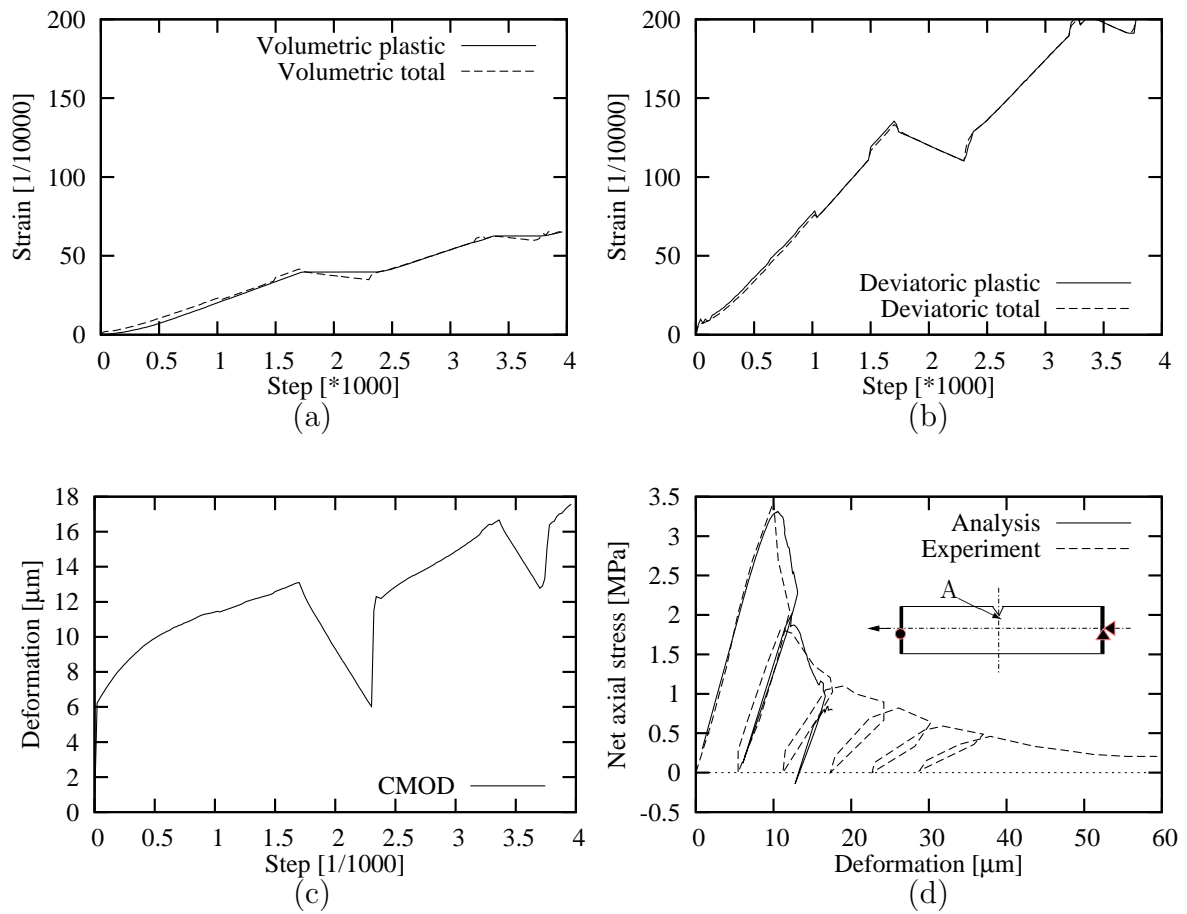 200
150
100
50
0
Strain [1/10000]
Volumetric plastic
Volumetric total
0 0.5 1 1.5 2 2.5 3 3.5 4
Step [*1000]
(a)
200
150
100
50
0
Strain [1/10000]
Deviatoric plastic
Deviatoric total
0 0.5 1 1.5 2 2.5 3 3.5 4
Step [*1000]
(b)
18
16
14
12
10
8
6
4
2
0
Deformation [μm]
CMOD
0 0.5 1 1.5 2 2.5 3 3.5 4
Step [1/1000]
(c)
3.5
3
2.5
2
1.5
1
0.5
0
-0.5
Net axial stress [MPa]
Analysis
Experiment
A
0 10 20 30 40 50 60
Deformation [μm]
(d)